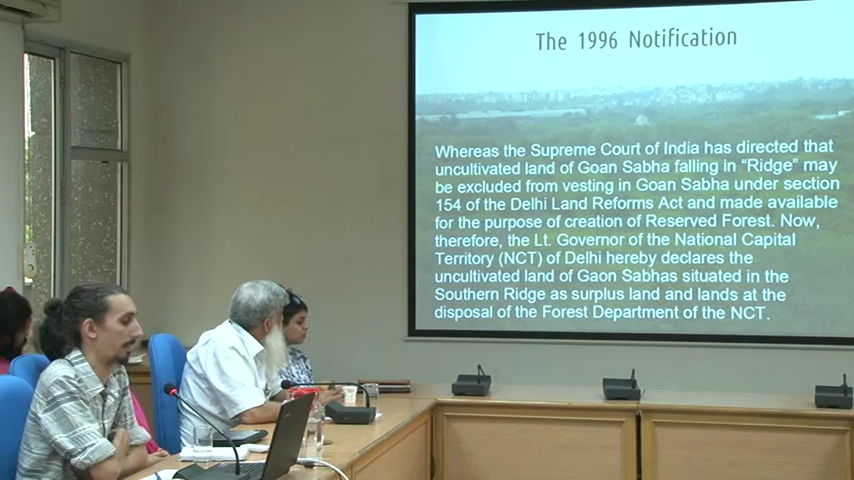 The 1996 Notification
Whereas the Supreme Court of India has directed that
uncultivated land of Goan Sabha falling in “Ridge” may
be excluded from vesting in Goan Sabha under section
154 of the Delhi Land Reforms Act and made available
for the purpose of creation of Reserved Forest. Now,
therefore, the Lt. Governor of the National Capital
Territory (NCT) of Delhi hereby declares the
uncultivated land of Gaon Sabhas situated in the
Southern Ridge as surplus land and lands at the
disposal of the Forest Department of the NCT.